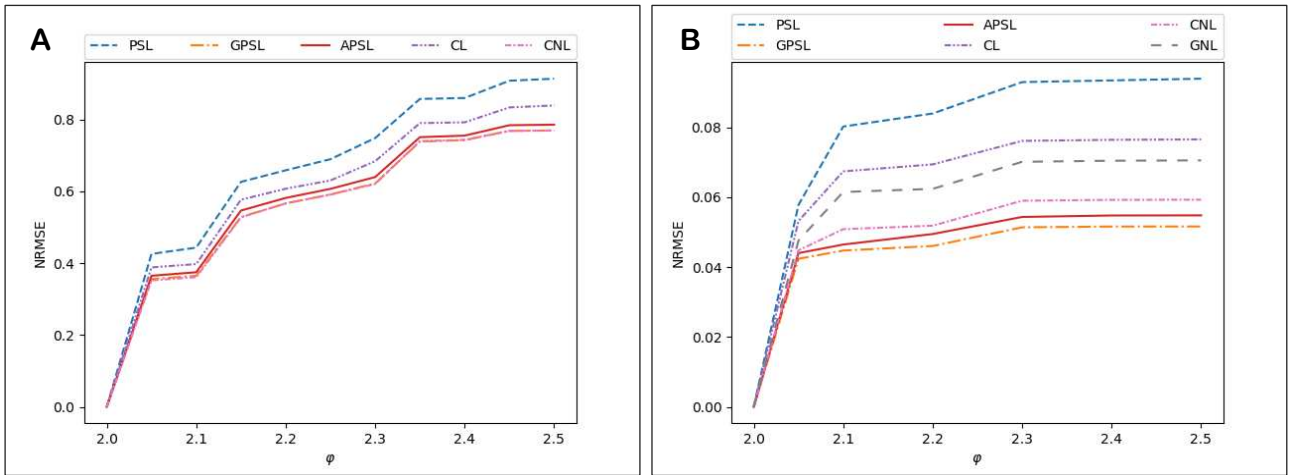 A
PSL GPSL APSL CL CNL
NRMSE
0.8
0.6
0.4
0.2
0.0
2.0 2.1 2.2 2.3 2.4 2.5
φ
B
PSL APSL CNL
GPSL CL GNL
NRMSE
0.08
0.06
0.04
0.02
0.00
2.0 2.1 2.2 2.3 2.4 2.5
φ